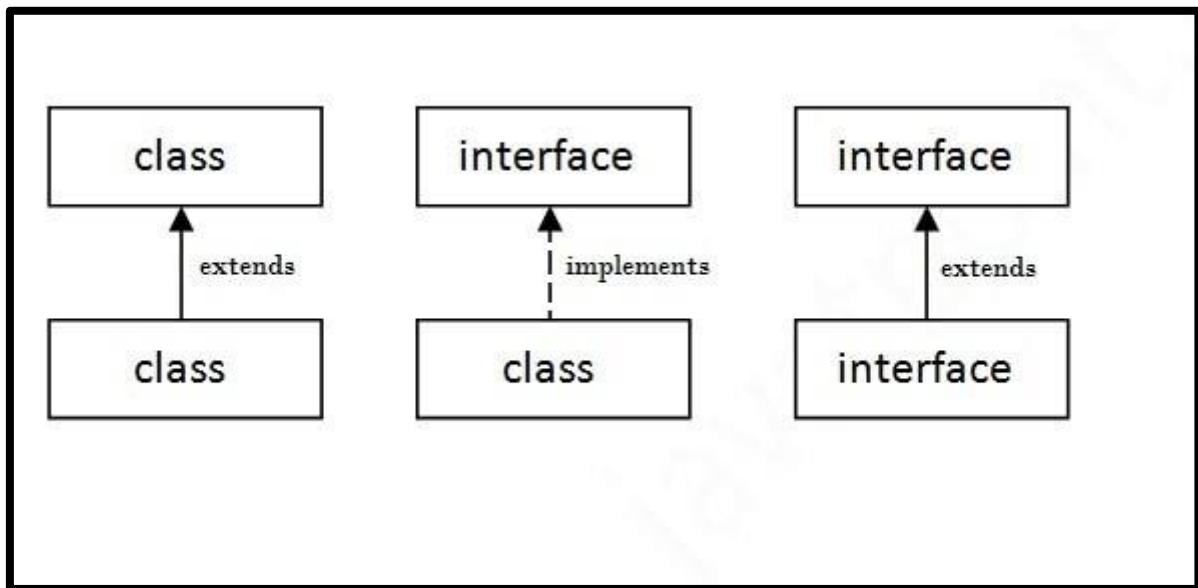 class interface interface
extends implements extends
class class interface